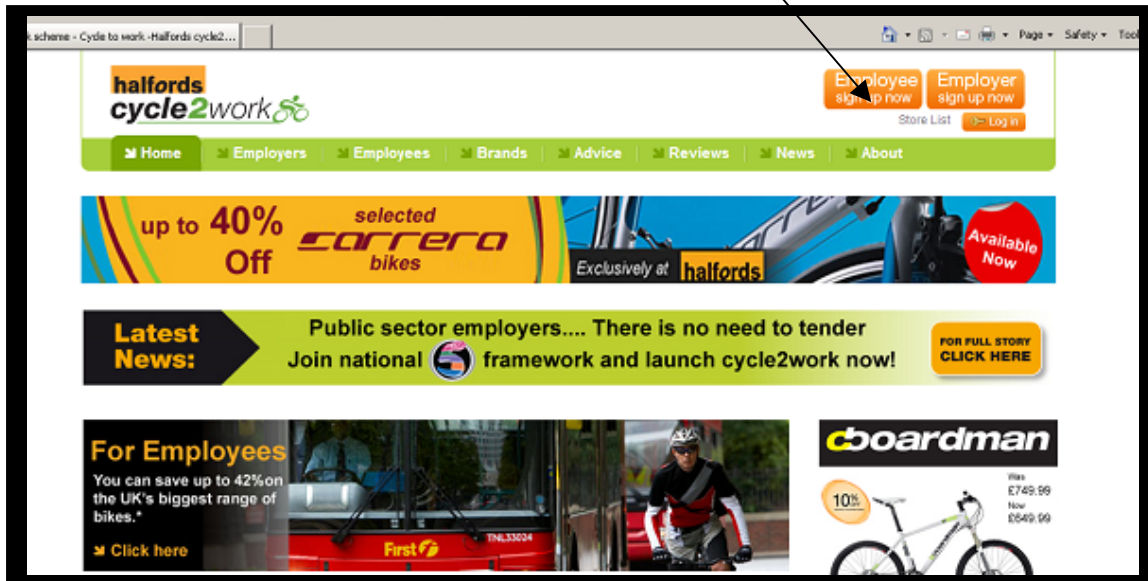 k scheme - Cycle to work -Halfords cycle2...
Page Safety Tool
halfords
cycle2work
Employee
sign up now
Employer
sign up now
Store List Log in
Home Employers Employees Brands Advice Reviews News About
up to 40% Off
selected
carrera
bikes
Exclusively at halfords
Available
Now
Latest
News:
Public sector employers.... There is no need to tender
Join national framework and launch cycle2work now!
FOR FULL STORY
CLICK HERE
For Employees
You can save up to 42%on
the UK's biggest range of
bikes.*
Click here
First
TNL33024
boardman
10%
Was
£749.99
Now
£649.99